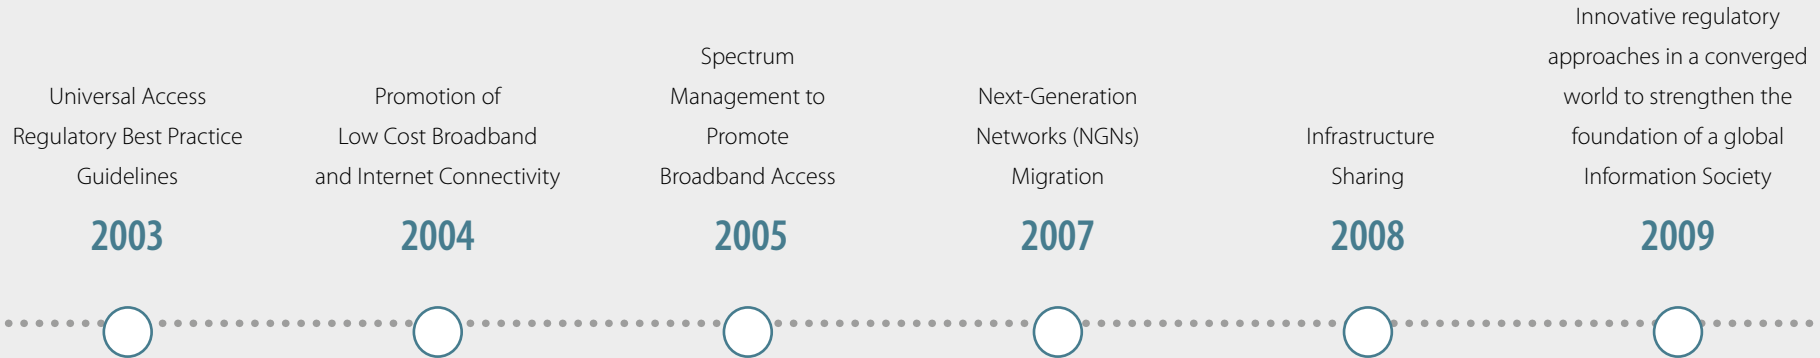 Universal Access
Regulatory Best Practice
Guidelines
2003
Promotion of
Low Cost Broadband
and Internet Connectivity
2004
Spectrum
Management to
Promote
Broadband Access
2005
Next-Generation
Networks (NGNs)
Migration
2007
Infrastructure
Sharing
2008
Innovative regulatory
approaches in a converged
world to strengthen the
foundation of a global
Information Society
2009